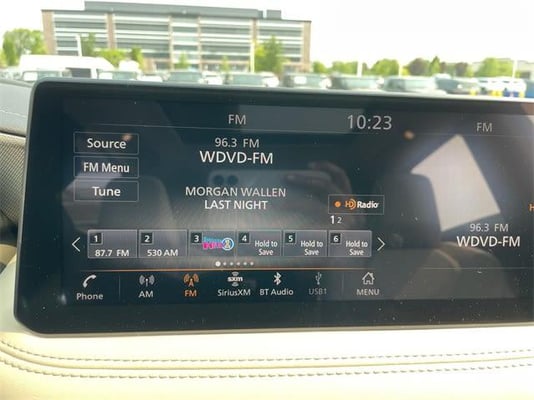 FM
10:23
FM
Source
FM Menu
Tune
96.3 FM
WDVD-FM
MORGAN WALLEN
LAST NIGHT
HD Radio
1 2
96.3 FM
WDVD-FM
1
87.7 FM
2
530 AM
3
4
Hold to
Save
5
Hold to
Save
6
Hold to
Save
Phone
AM
FM
sxm
SiriusXM
BT Audio
USB1
MENU